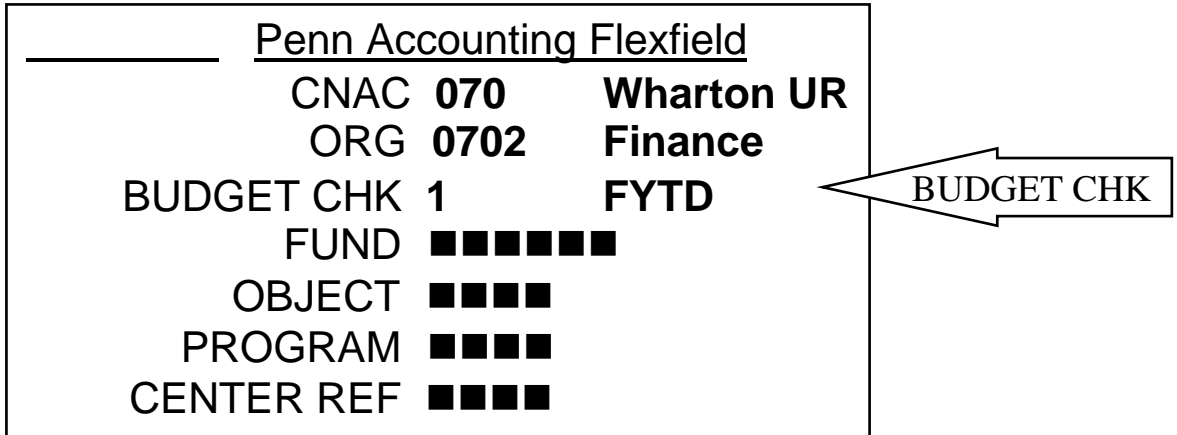 Penn Accounting Flexfield
CNAC 070 Wharton UR
ORG 0702 Finance
BUDGET CHK 1 FYTD
BUDGET CHK
FUND ■■■■■■
OBJECT ■■■■
PROGRAM ■■■■
CENTER REF ■■■■